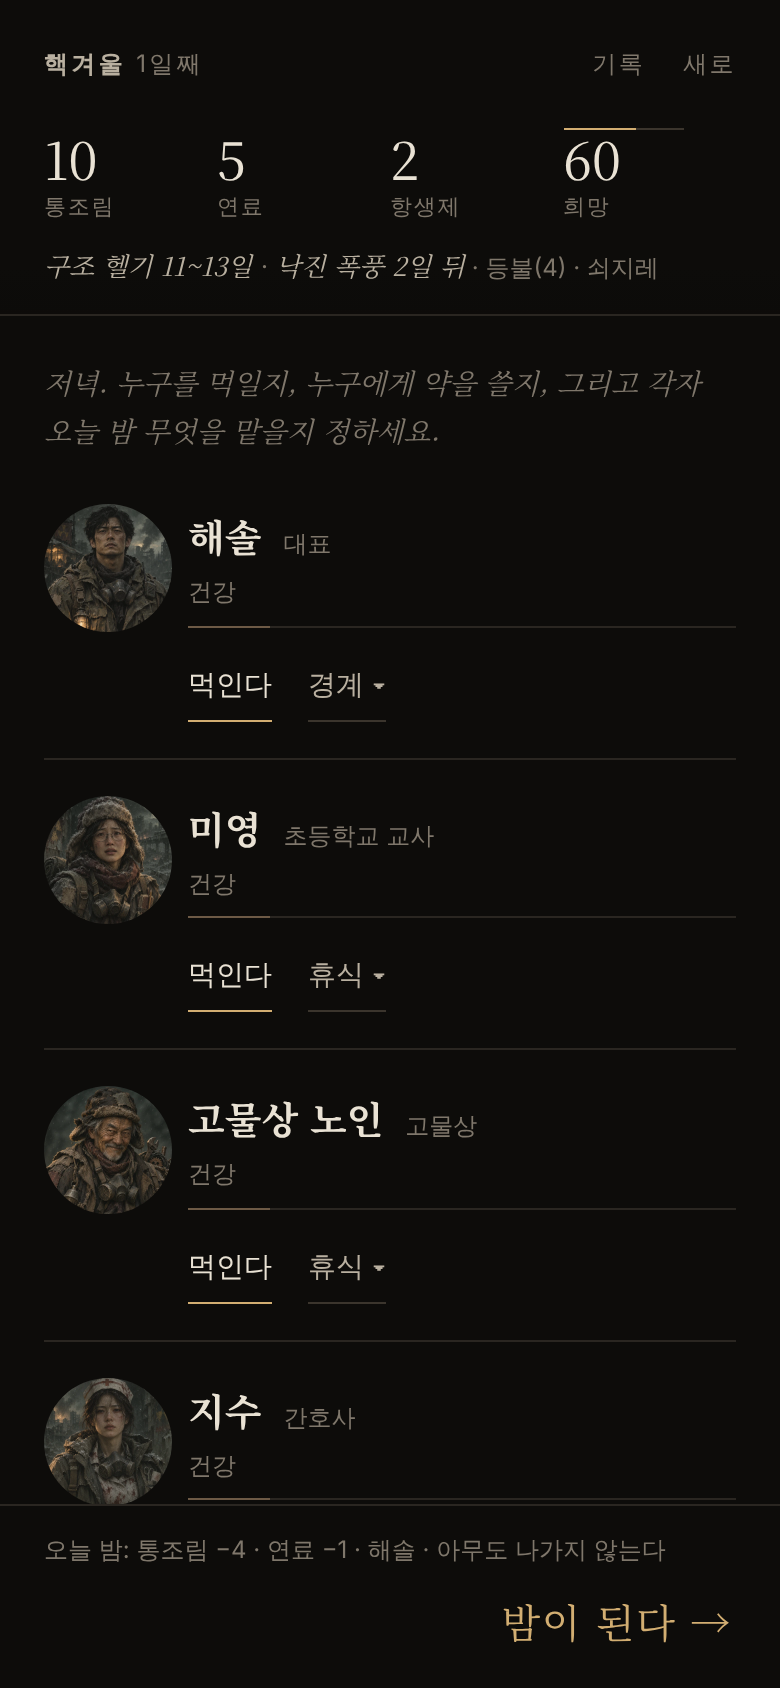 핵겨울 1일째 기록 새로
10 5 2 60
통조림 연료 항생제 희망
구조 헬기 11~13일 · 낙진 폭풍 2일 뒤 · 등불(4) · 쇠지레
저녁. 누구를 먹일지, 누구에게 약을 쓸지, 그리고 각자
오늘 밤 무엇을 맡을지 정하세요.
해솔 대표
건강
먹인다 경계
미영 초등학교 교사
건강
먹인다 휴식
고물상 노인 고물상
건강
먹인다 휴식
지수 간호사
건강
오늘 밤: 통조림 −4 · 연료 −1 · 해솔 · 아무도 나가지 않는다
밤이 된다 →